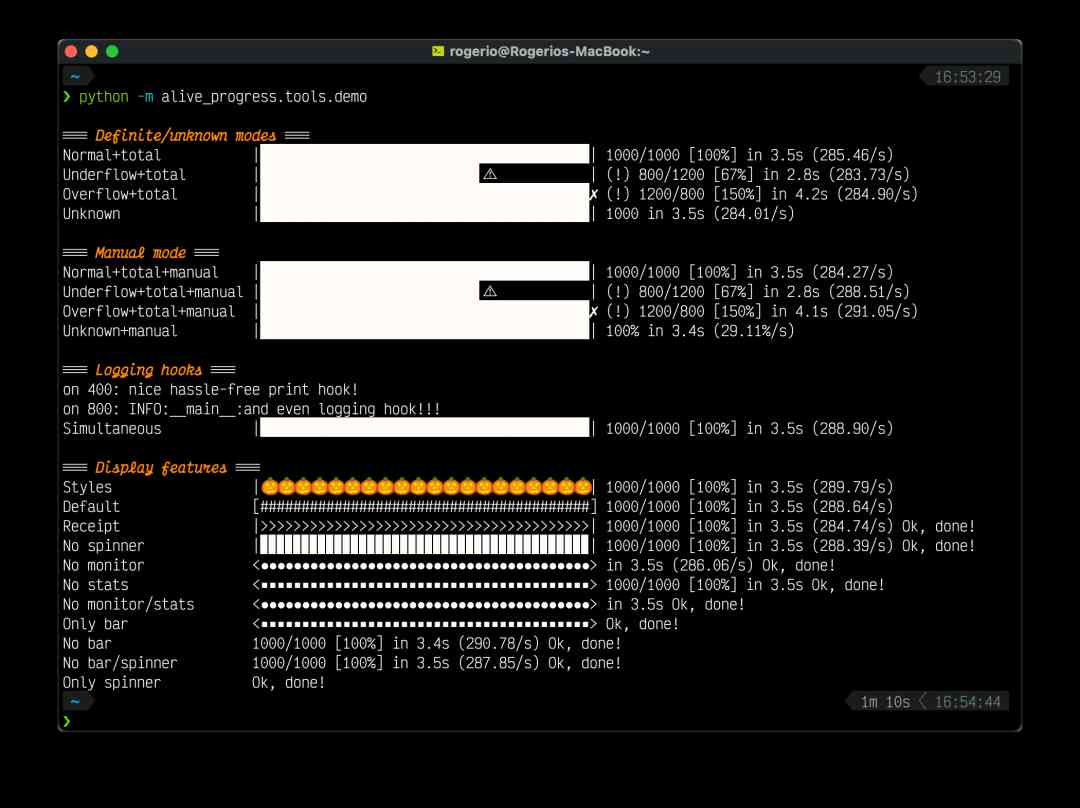 rogerio@Rogerios-MacBook:~
~ 16:53:29
❯ python -m alive_progress.tools.demo
=== Definite/unknown modes ===
Normal+total | | 1000/1000 [100%] in 3.5s (285.46/s)
Underflow+total | ⚠ | (!) 800/1200 [67%] in 2.8s (283.73/s)
Overflow+total | ✗ (!) 1200/800 [150%] in 4.2s (284.90/s)
Unknown | | 1000 in 3.5s (284.01/s)
=== Manual mode ===
Normal+total+manual | | 1000/1000 [100%] in 3.5s (284.27/s)
Underflow+total+manual | ⚠ | (!) 800/1200 [67%] in 2.8s (288.51/s)
Overflow+total+manual | ✗ (!) 1200/800 [150%] in 4.1s (291.05/s)
Unknown+manual | | 100% in 3.4s (29.11%/s)
=== Logging hooks ===
on 400: nice hassle-free print hook!
on 800: INFO:__main__:and even logging hook!!!
Simultaneous | | 1000/1000 [100%] in 3.5s (288.90/s)
=== Display features ===
Styles |🎃🎃🎃🎃🎃🎃🎃🎃🎃🎃🎃🎃🎃🎃🎃🎃🎃🎃🎃🎃| 1000/1000 [100%] in 3.5s (289.79/s)
Default [########################################] 1000/1000 [100%] in 3.5s (288.64/s)
Receipt |>>>>>>>>>>>>>>>>>>>>>>>>>>>>>>>>>>>>>>>>| 1000/1000 [100%] in 3.5s (284.74/s) Ok, done!
No spinner | | 1000/1000 [100%] in 3.5s (288.39/s) Ok, done!
No monitor <●●●●●●●●●●●●●●●●●●●●●●●●●●●●●●●●●●●●●●●●> in 3.5s (286.06/s) Ok, done!
No stats <▪▪▪▪▪▪▪▪▪▪▪▪▪▪▪▪▪▪▪▪▪▪▪▪▪▪▪▪▪▪▪▪▪▪▪▪▪▪▪▪> 1000/1000 [100%] in 3.5s Ok, done!
No monitor/stats <●●●●●●●●●●●●●●●●●●●●●●●●●●●●●●●●●●●●●●●●> in 3.5s Ok, done!
Only bar <▪▪▪▪▪▪▪▪▪▪▪▪▪▪▪▪▪▪▪▪▪▪▪▪▪▪▪▪▪▪▪▪▪▪▪▪▪▪▪▪> Ok, done!
No bar 1000/1000 [100%] in 3.4s (290.78/s) Ok, done!
No bar/spinner 1000/1000 [100%] in 3.5s (287.85/s) Ok, done!
Only spinner Ok, done!
~ 1m 10s 16:54:44
❯